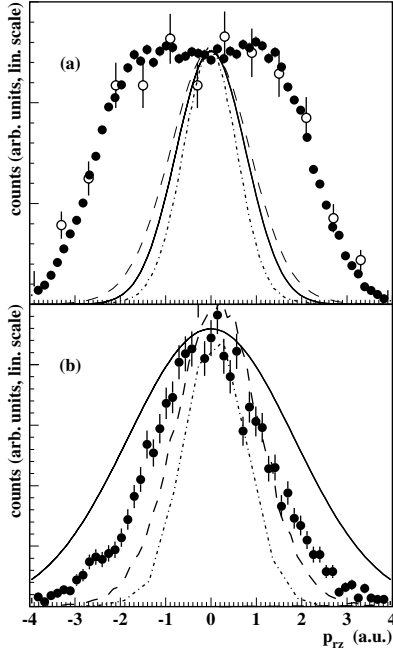 (a)
counts (arb. units, lin. scale)
(b)
counts (arb. units, lin. scale)
-4 -3 -2 -1 0 1 2 3 4
p_rz (a.u.)